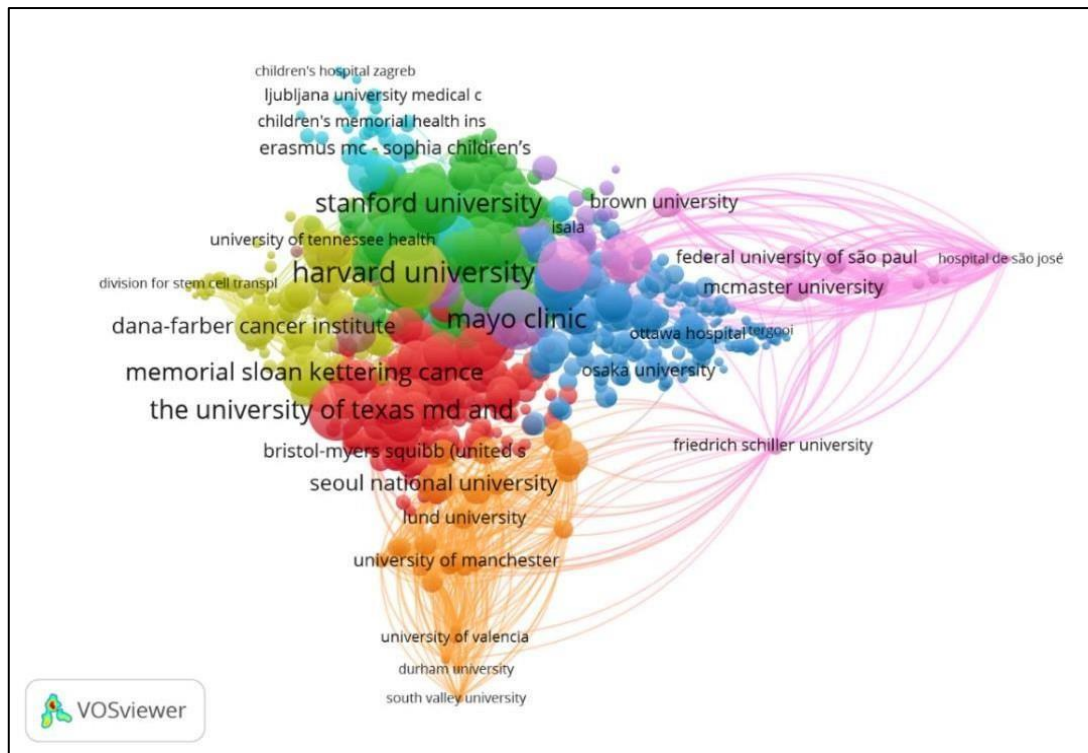 children's hospital zagreb
ljubljana university medical c
children's memorial health ins
erasmus mc - sophia children's
stanford university
brown university
isala
university of tennessee health
federal university of são paul
hospital de são josé
harvard university
division for stem cell transpl
mcmaster university
mayo clinic
dana-farber cancer institute
ottawa hospital
tergooi
memorial sloan kettering cance
osaka university
the university of texas md and
friedrich schiller university
bristol-myers squibb (united s
seoul national university
lund university
university of manchester
university of valencia
durham university
south valley university
VOSviewer